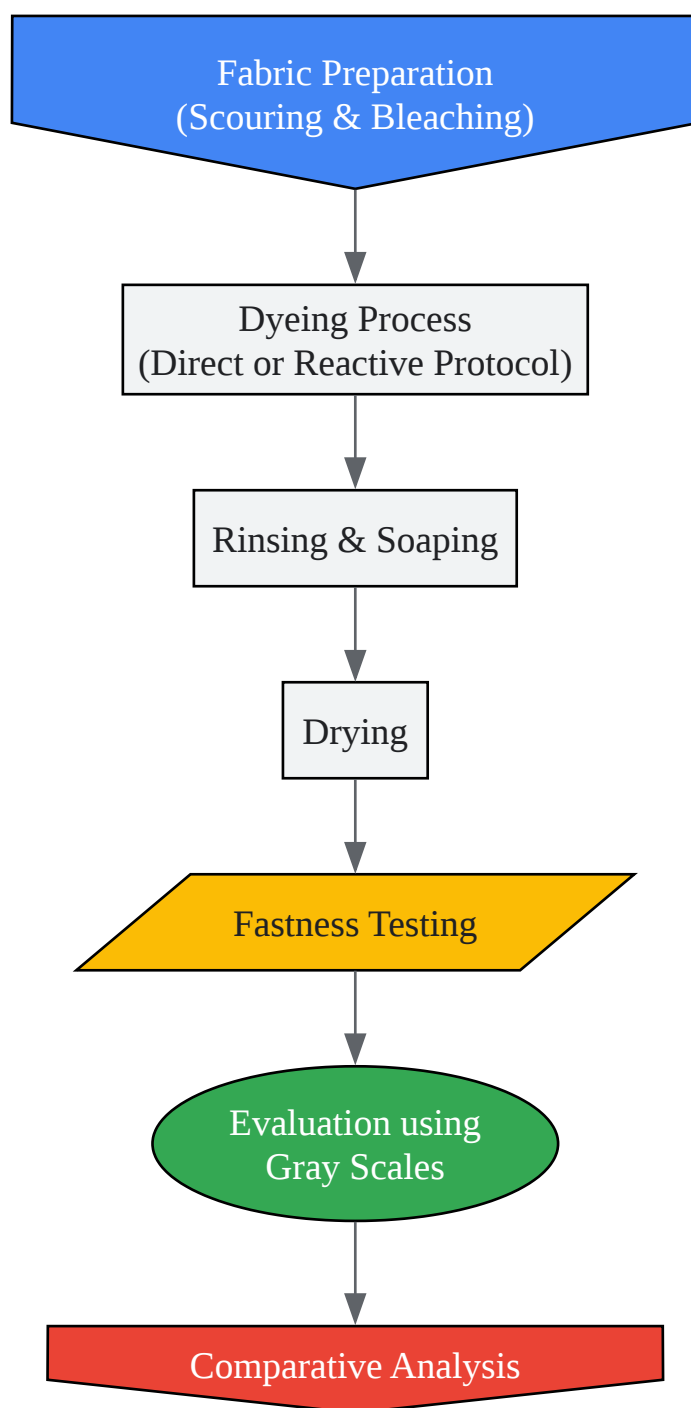 Fabric Preparation
(Scouring & Bleaching)
Dyeing Process
(Direct or Reactive Protocol)
Rinsing & Soaping
Drying
Fastness Testing
Evaluation using
Gray Scales
Comparative Analysis